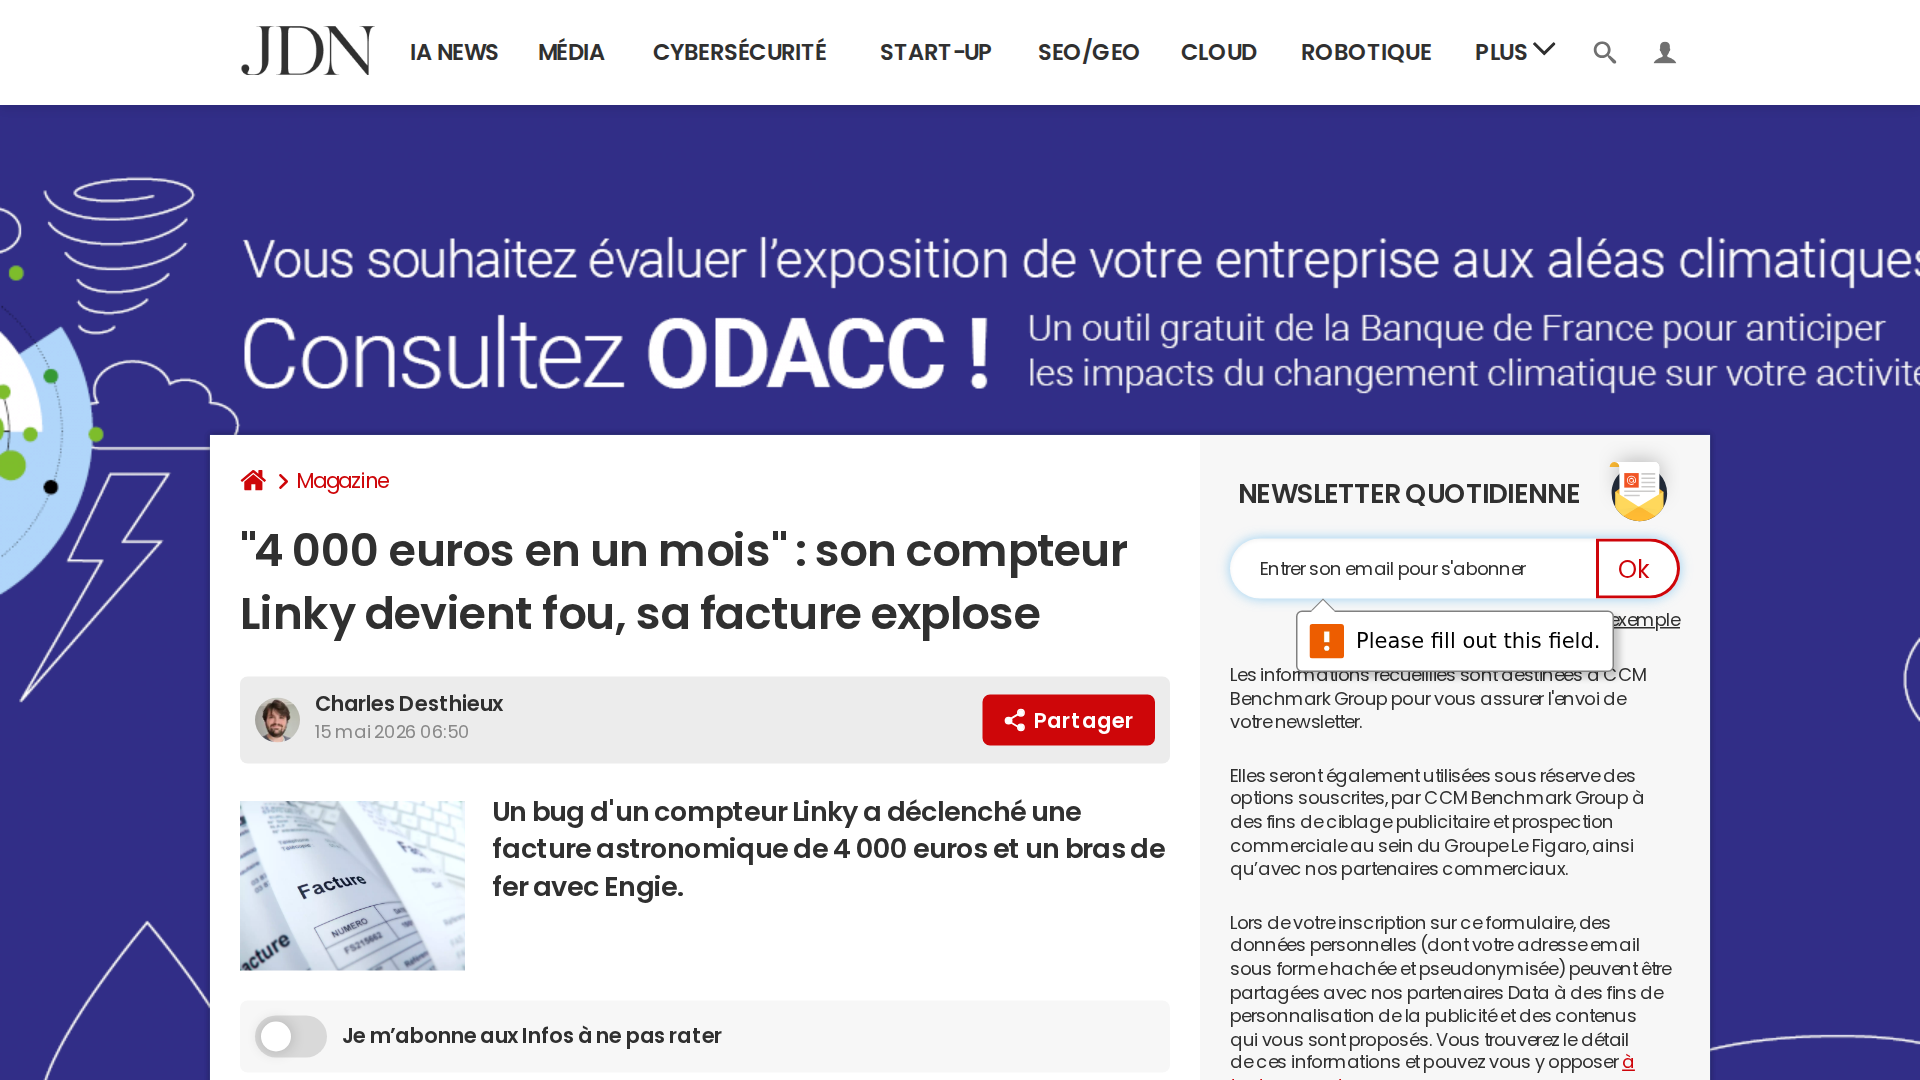 JDN IA NEWS MÉDIA CYBERSÉCURITÉ START-UP SEO/GEO CLOUD ROBOTIQUE PLUS
Vous souhaitez évaluer l’exposition de votre entreprise aux aléas climatiques
Consultez ODACC !
Un outil gratuit de la Banque de France pour anticiper
les impacts du changement climatique sur votre activité
Magazine
"4 000 euros en un mois" : son compteur
Linky devient fou, sa facture explose
Charles Desthieux
15 mai 2026 06:50
Partager
Facture
NUMERO
FS215662
Facture
Un bug d'un compteur Linky a déclenché une
facture astronomique de 4 000 euros et un bras de
fer avec Engie.
Je m’abonne aux Infos à ne pas rater
NEWSLETTER QUOTIDIENNE
Entrer son email pour s'abonner
Ok
exemple
Please fill out this field.
Les informations recueillies sont destinées à CCM
Benchmark Group pour vous assurer l'envoi de
votre newsletter.
Elles seront également utilisées sous réserve des
options souscrites, par CCM Benchmark Group à
des fins de ciblage publicitaire et prospection
commerciale au sein du Groupe Le Figaro, ainsi
qu’avec nos partenaires commerciaux.
Lors de votre inscription sur ce formulaire, des
données personnelles (dont votre adresse email
sous forme hachée et pseudonymisée) peuvent être
partagées avec nos partenaires Data à des fins de
personnalisation de la publicité et des contenus
qui vous sont proposés. Vous trouverez le détail
de ces informations et pouvez vous y opposer à